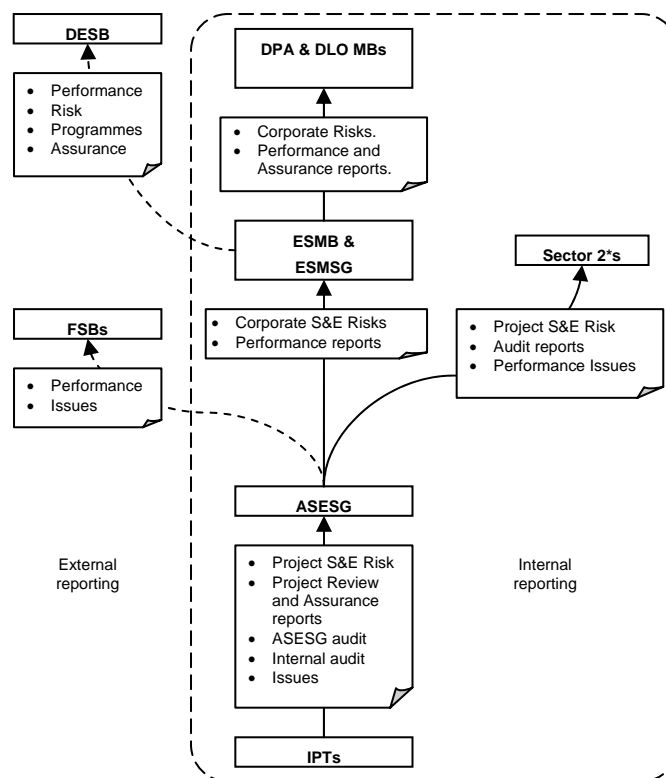 DESB
• Performance
• Risk
• Programmes
• Assurance
DPA & DLO MBs
• Corporate Risks.
• Performance and
Assurance reports.
ESMB &
ESMSG
Sector 2*s
FSBs
• Performance
• Issues
• Corporate S&E Risks
• Performance reports
• Project S&E Risk
• Audit reports
• Performance Issues
ASESG
External
reporting
• Project S&E Risk
• Project Review
and Assurance
reports
• ASESG audit
• Internal audit
• Issues
Internal
reporting
IPTs